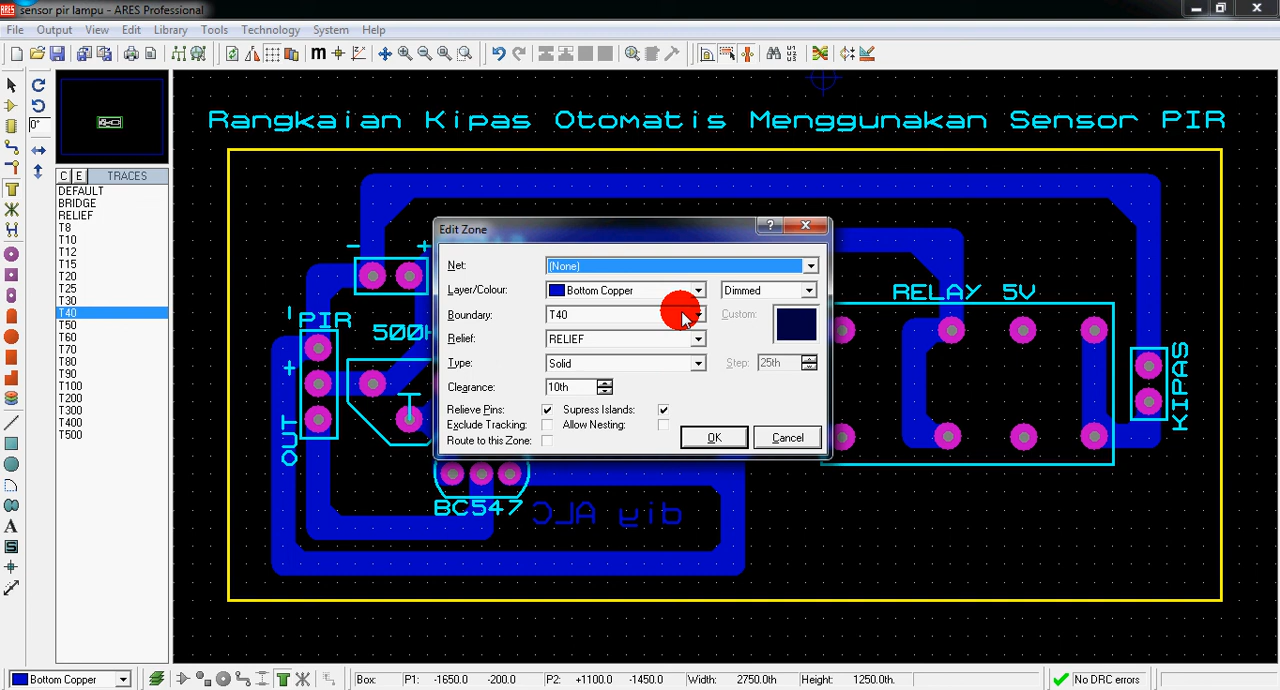 ARES sensor pir lampu - ARES Professional
File Output View Edit Library Tools Technology System Help
0°
C E TRACES
DEFAULT
BRIDGE
RELIEF
T8
T10
T12
T15
T20
T25
T30
T40
T50
T60
T70
T80
T90
T100
T200
T300
T400
T500
Rangkaian Kipas Otomatis Menggunakan Sensor PIR
- +
PIR
+
OUT
T
BC547
diy ALC
RELAY 5V
KIPAS
Edit Zone
Net: (None)
Layer/Colour: Bottom Copper Dimmed
Boundary: T40 Custom:
Relief: RELIEF
Type: Solid Step: 25th
Clearance: 10th
Relieve Pins: Supress Islands:
Exclude Tracking: Allow Nesting:
Route to this Zone:
OK Cancel
Bottom Copper Box: P1: -1650.0 -200.0 P2: +1100.0 -1450.0 Width: 2750.0th Height: 1250.0th. No DRC errors